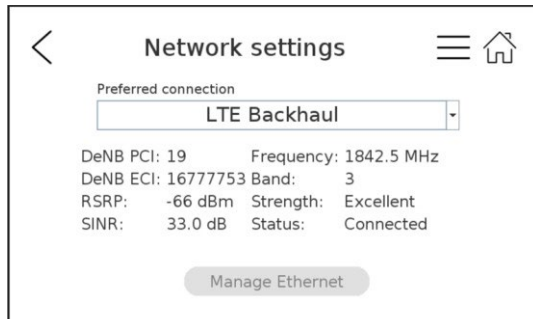 Network settings
Preferred connection
LTE Backhaul
DeNB PCI: 19 Frequency: 1842.5 MHz
DeNB ECI: 16777753 Band: 3
RSRP: -66 dBm Strength: Excellent
SINR: 33.0 dB Status: Connected
Manage Ethernet